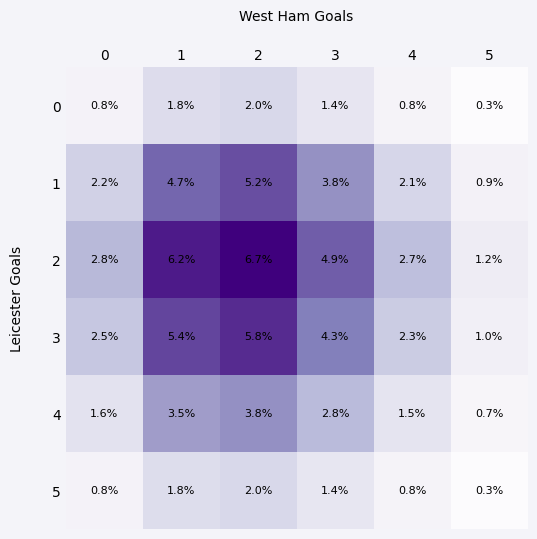 West Ham Goals
0 1 2 3 4 5
0 0.8% 1.8% 2.0% 1.4% 0.8% 0.3%
1 2.2% 4.7% 5.2% 3.8% 2.1% 0.9%
2 2.8% 6.2% 6.7% 4.9% 2.7% 1.2%
Leicester Goals
3 2.5% 5.4% 5.8% 4.3% 2.3% 1.0%
4 1.6% 3.5% 3.8% 2.8% 1.5% 0.7%
5 0.8% 1.8% 2.0% 1.4% 0.8% 0.3%